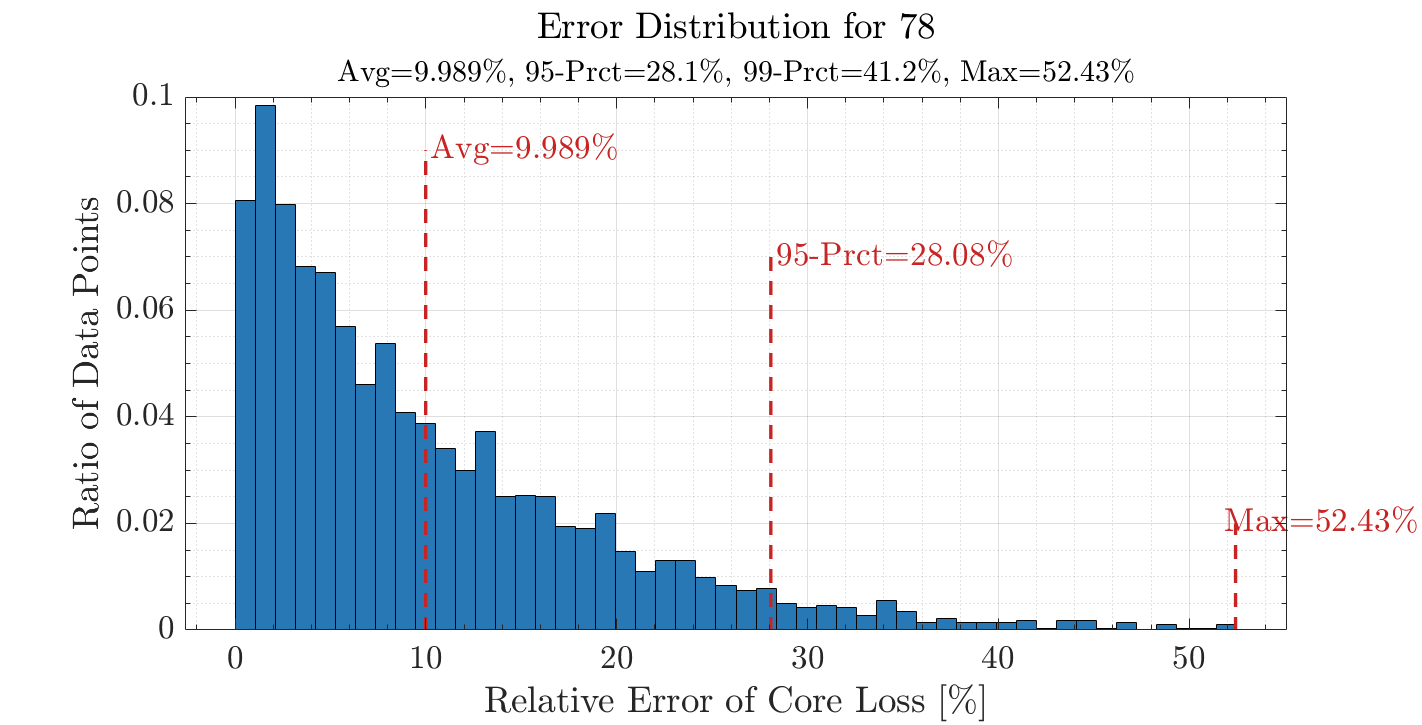 Error Distribution for 78
Avg=9.989%, 95-Prct=28.1%, 99-Prct=41.2%, Max=52.43%
0.1
0.08
0.06
0.04
0.02
0
Ratio of Data Points
Avg=9.989%
95-Prct=28.08%
Max=52.43%
0 10 20 30 40 50
Relative Error of Core Loss [%]